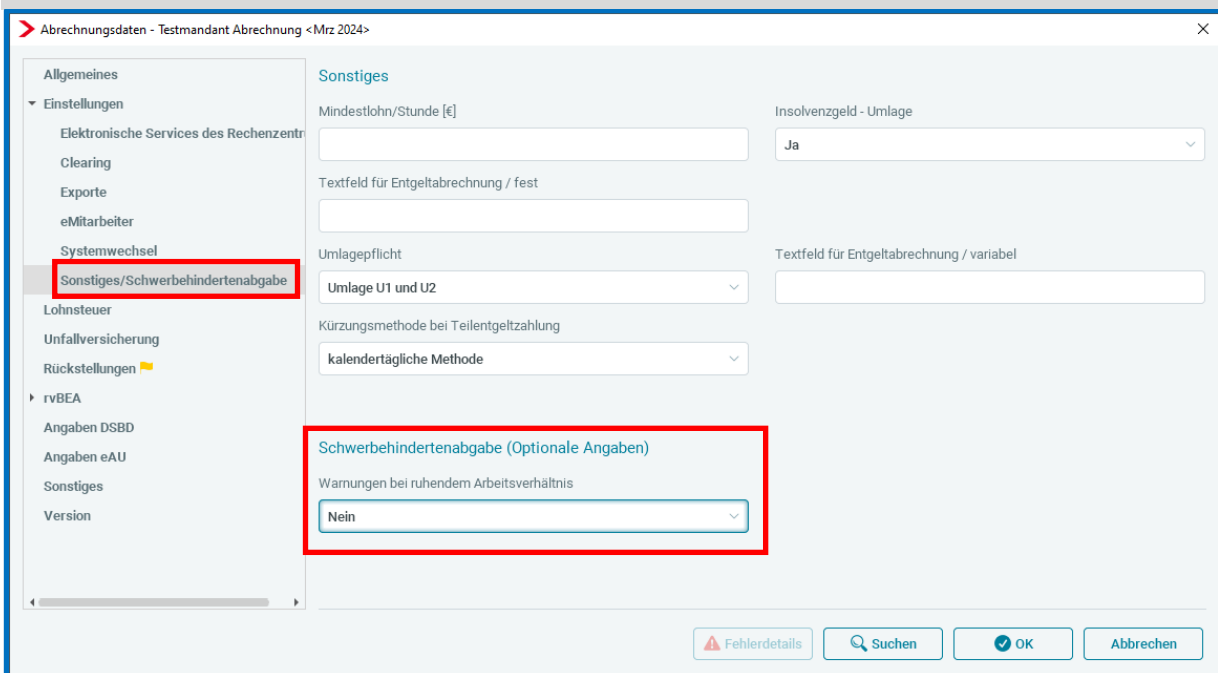 Abrechnungsdaten - Testmandant Abrechnung <Mrz 2024>
Allgemeines
Einstellungen
Elektronische Services des Rechenzentr
Clearing
Exporte
eMitarbeiter
Systemwechsel
Sonstiges/Schwerbehindertenabgabe
Lohnsteuer
Unfallversicherung
Rückstellungen
rvBEA
Angaben DSBD
Angaben eAU
Sonstiges
Version
Sonstiges
Mindestlohn/Stunde [€]
Insolvenzgeld - Umlage
Ja
Textfeld für Entgeltabrechnung / fest
Umlagepflicht
Textfeld für Entgeltabrechnung / variabel
Umlage U1 und U2
Kürzungsmethode bei Teilentgeltzahlung
kalendertägliche Methode
Schwerbehindertenabgabe (Optionale Angaben)
Warnungen bei ruhendem Arbeitsverhältnis
Nein
Fehlerdetails
Suchen
OK
Abbrechen